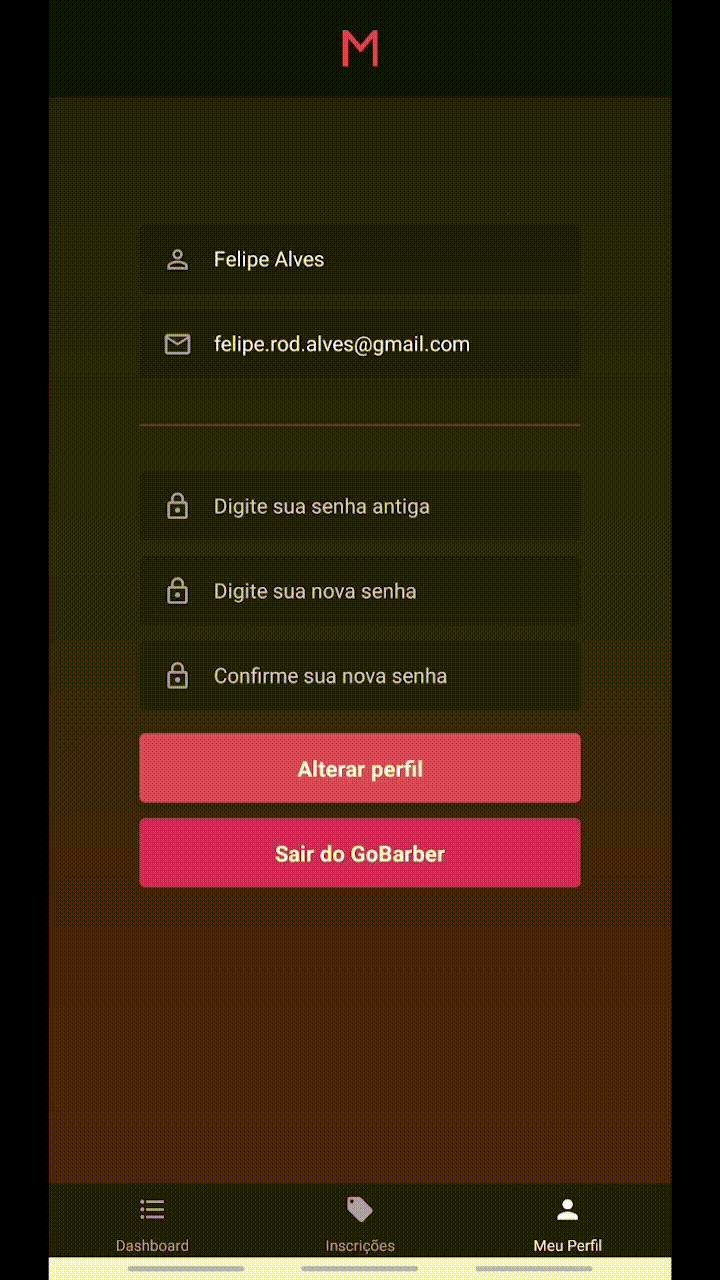 M
Felipe Alves
felipe.rod.alves@gmail.com
Digite sua senha antiga
Digite sua nova senha
Confirme sua nova senha
Alterar perfil
Sair do GoBarber
Dashboard
Inscrições
Meu Perfil